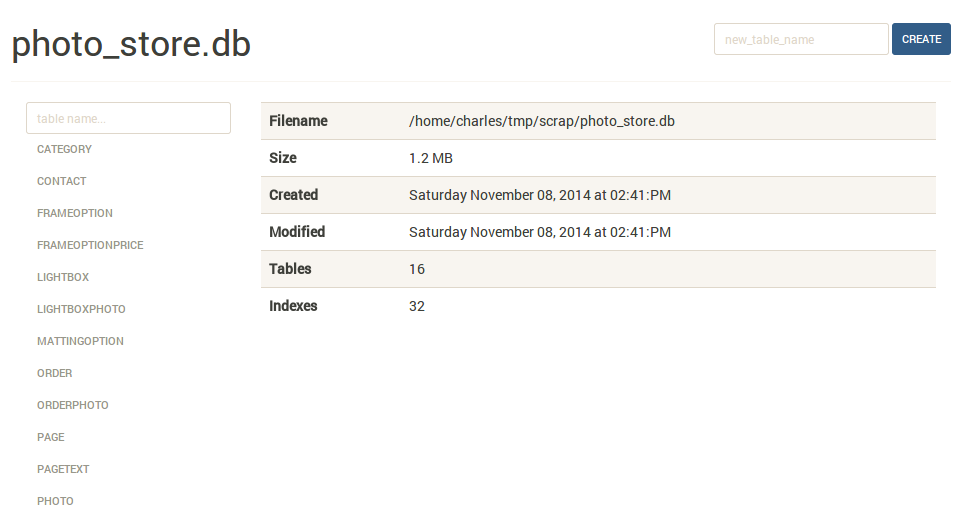 photo_store.db
new_table_name
CREATE
table name...
CATEGORY
CONTACT
FRAMEOPTION
FRAMEOPTIONPRICE
LIGHTBOX
LIGHTBOXPHOTO
MATTINGOPTION
ORDER
ORDERPHOTO
PAGE
PAGETEXT
PHOTO
Filename /home/charles/tmp/scrap/photo_store.db
Size 1.2 MB
Created Saturday November 08, 2014 at 02:41:PM
Modified Saturday November 08, 2014 at 02:41:PM
Tables 16
Indexes 32